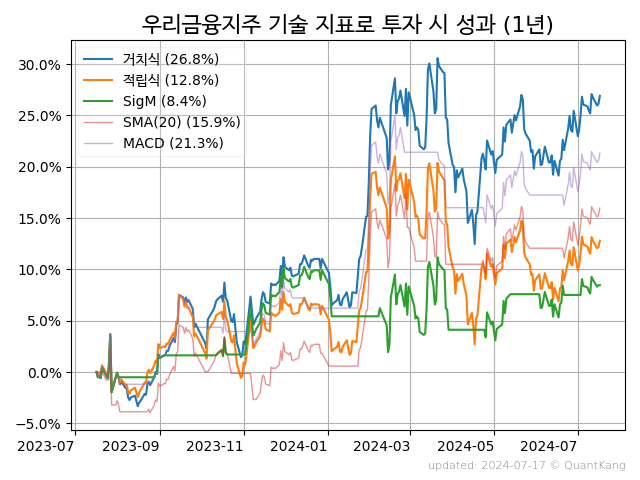 우리금융지주 기술 지표로 투자 시 성과 (1년)
거치식 (26.8%)
적립식 (12.8%)
SigM (8.4%)
SMA(20) (15.9%)
MACD (21.3%)
30.0%
25.0%
20.0%
15.0%
10.0%
5.0%
0.0%
−5.0%
2023-07 2023-09 2023-11 2024-01 2024-03 2024-05 2024-07
updated: 2024-07-17 © QuantKang